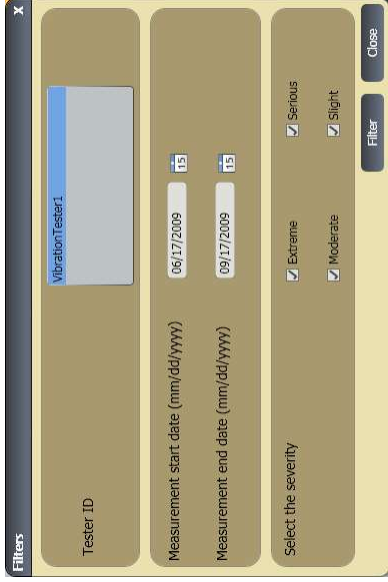 Filters X
Tester ID
VibrationTester1
Measurement start date (mm/dd/yyyy) 06/17/2009 15
Measurement end date (mm/dd/yyyy) 09/17/2009 15
Select the severity
Extreme Serious
Moderate Slight
Filter Close